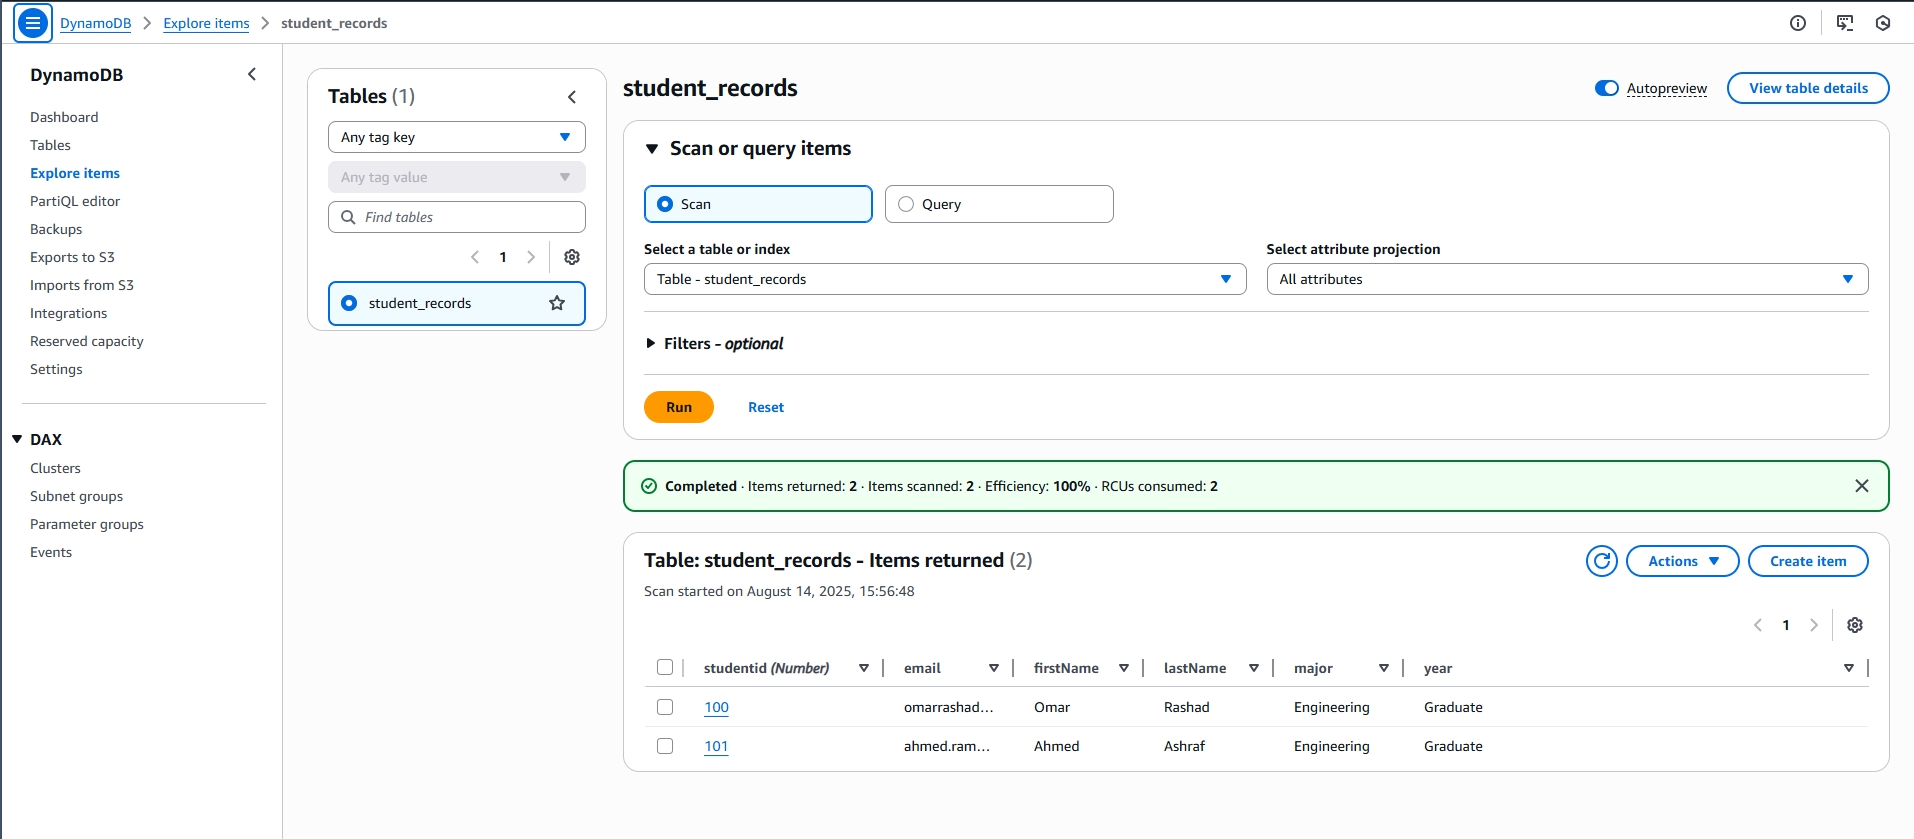 DynamoDB > Explore items > student_records
DynamoDB
Dashboard
Tables
Explore items
PartiQL editor
Backups
Exports to S3
Imports from S3
Integrations
Reserved capacity
Settings
DAX
Clusters
Subnet groups
Parameter groups
Events
Tables (1)
Any tag key
Any tag value
Find tables
1
student_records
student_records
Autopreview
View table details
Scan or query items
Scan
Query
Select a table or index
Table - student_records
Select attribute projection
All attributes
Filters - optional
Run
Reset
Completed · Items returned: 2 · Items scanned: 2 · Efficiency: 100% · RCUs consumed: 2
Table: student_records - Items returned (2)
Actions
Create item
Scan started on August 14, 2025, 15:56:48
1
studentid (Number) email firstName lastName major year
100 omarrashad… Omar Rashad Engineering Graduate
101 ahmed.ram… Ahmed Ashraf Engineering Graduate